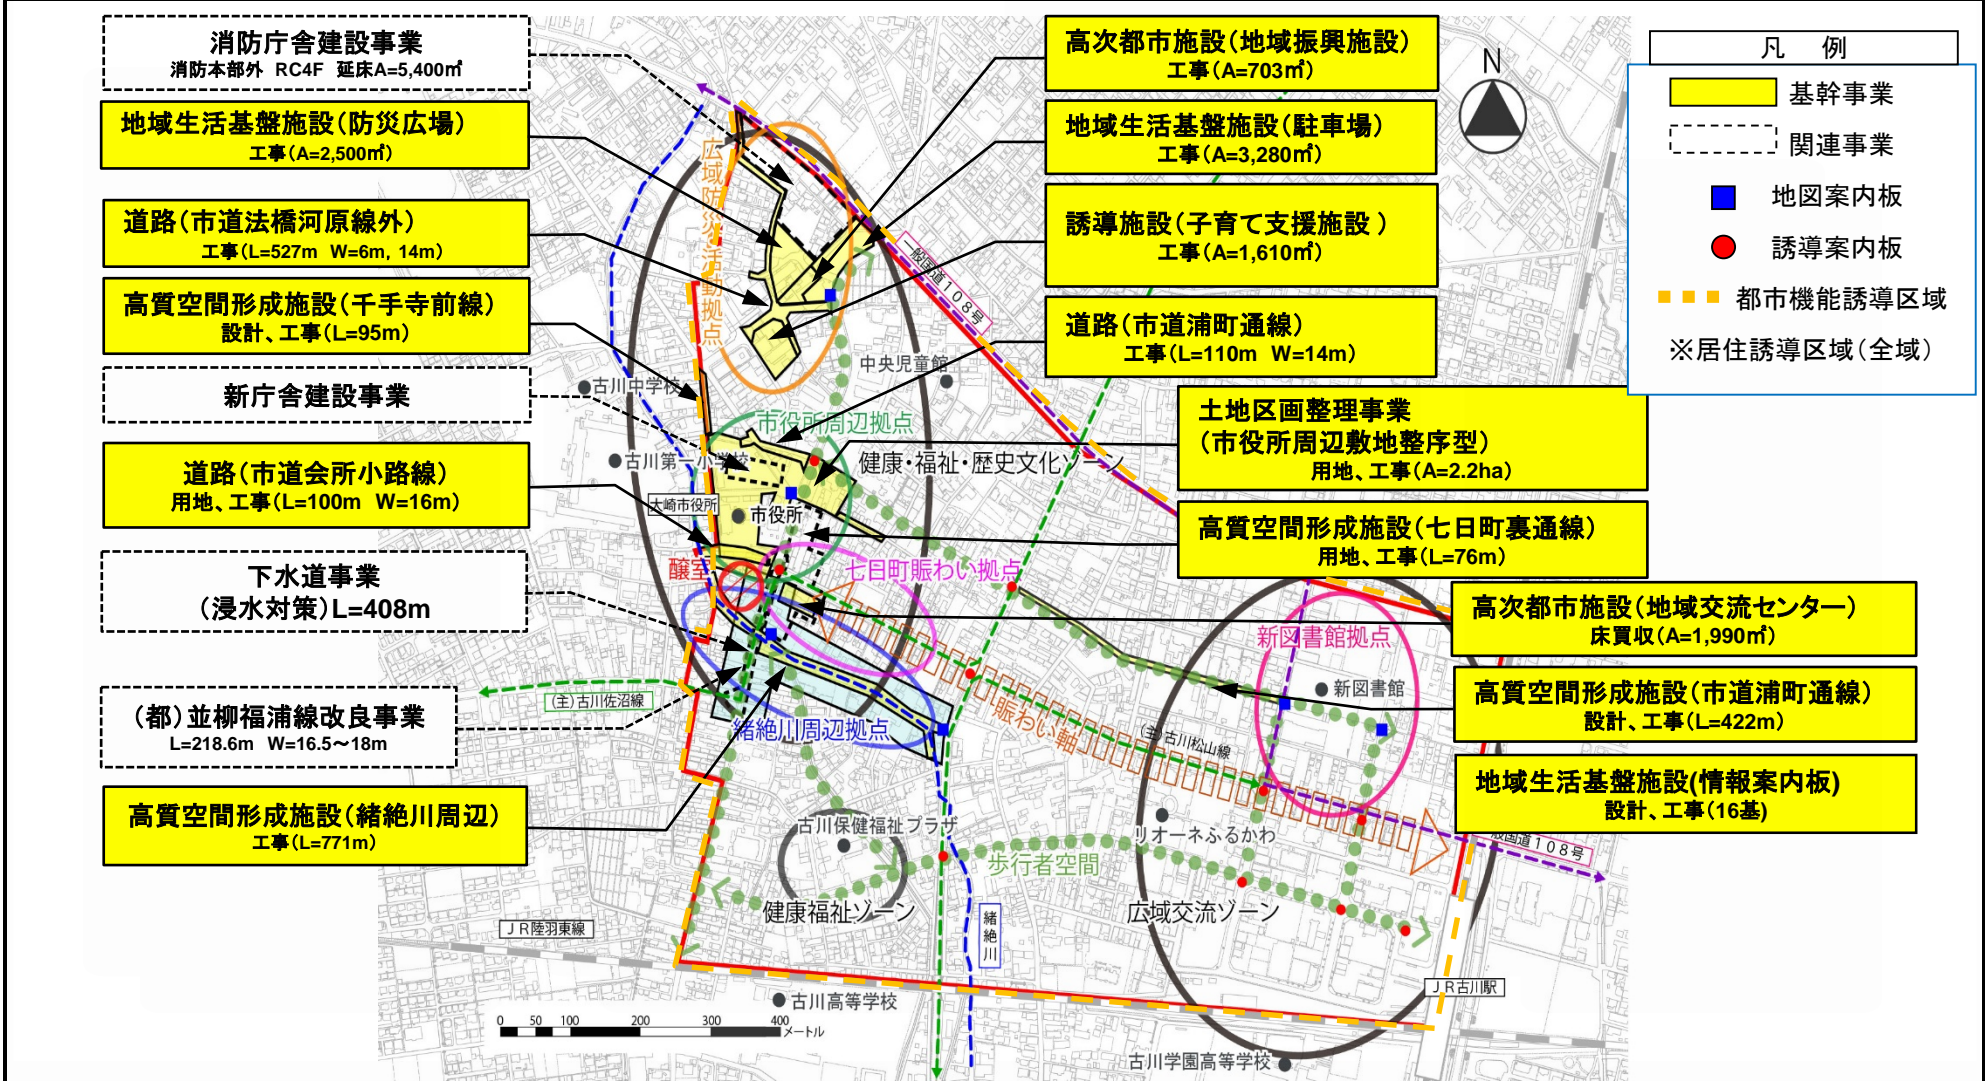 消防庁舎建設事業
消防本部外 RC4F 延床A=5,400㎡
地域生活基盤施設(防災広場)
工事(A=2,500㎡)
道路(市道法橋河原線外)
工事(L=527m W=6m, 14m)
高質空間形成施設(千手寺前線)
設計、工事(L=95m)
新庁舎建設事業
道路(市道会所小路線)
用地、工事(L=100m W=16m)
下水道事業
(浸水対策)L=408m
(都)並柳福浦線改良事業
L=218.6m W=16.5～18m
高質空間形成施設(緒絶川周辺)
工事(L=771m)
高次都市施設(地域振興施設)
工事(A=703㎡)
地域生活基盤施設(駐車場)
工事(A=3,280㎡)
誘導施設(子育て支援施設 )
工事(A=1,610㎡)
道路(市道浦町通線)
工事(L=110m W=14m)
土地区画整理事業
(市役所周辺敷地整序型)
用地、工事(A=2.2ha)
高質空間形成施設(七日町裏通線)
用地、工事(L=76m)
高次都市施設(地域交流センター)
床買収(A=1,990㎡)
高質空間形成施設(市道浦町通線)
設計、工事(L=422m)
地域生活基盤施設(情報案内板)
設計、工事(16基)
N
凡 例
基幹事業
関連事業
地図案内板
誘導案内板
都市機能誘導区域
※居住誘導区域(全域)
広域防災活動拠点
一般国道108号
中央児童館
古川中学校
市役所周辺拠点
古川第一小学校
健康・福祉・歴史文化ゾーン
大崎市役所
市役所
醸室
七日町賑わい拠点
新図書館拠点
新図書館
(主)古川佐沼線
緒絶川周辺拠点
賑わい軸
(主)古川松山線
古川保健福祉プラザ
リオーネふるかわ
一般国道108号
歩行者空間
健康福祉ゾーン
広域交流ゾーン
緒絶川
JR陸羽東線
JR古川駅
古川高等学校
0 50 100 200 300 400
メートル
古川学園高等学校